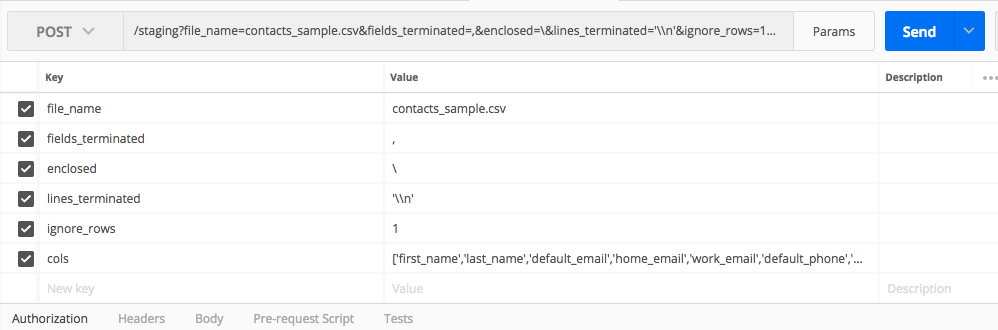 POST /staging?file_name=contacts_sample.csv&fields_terminated=,&enclosed=\&lines_terminated='\\n'&ignore_rows=1... Params Send
Key Value Description
file_name contacts_sample.csv
fields_terminated ,
enclosed \
lines_terminated '\\n'
ignore_rows 1
cols ['first_name','last_name','default_email','home_email','work_email','default_phone','...
New key Value Description
Authorization Headers Body Pre-request Script Tests